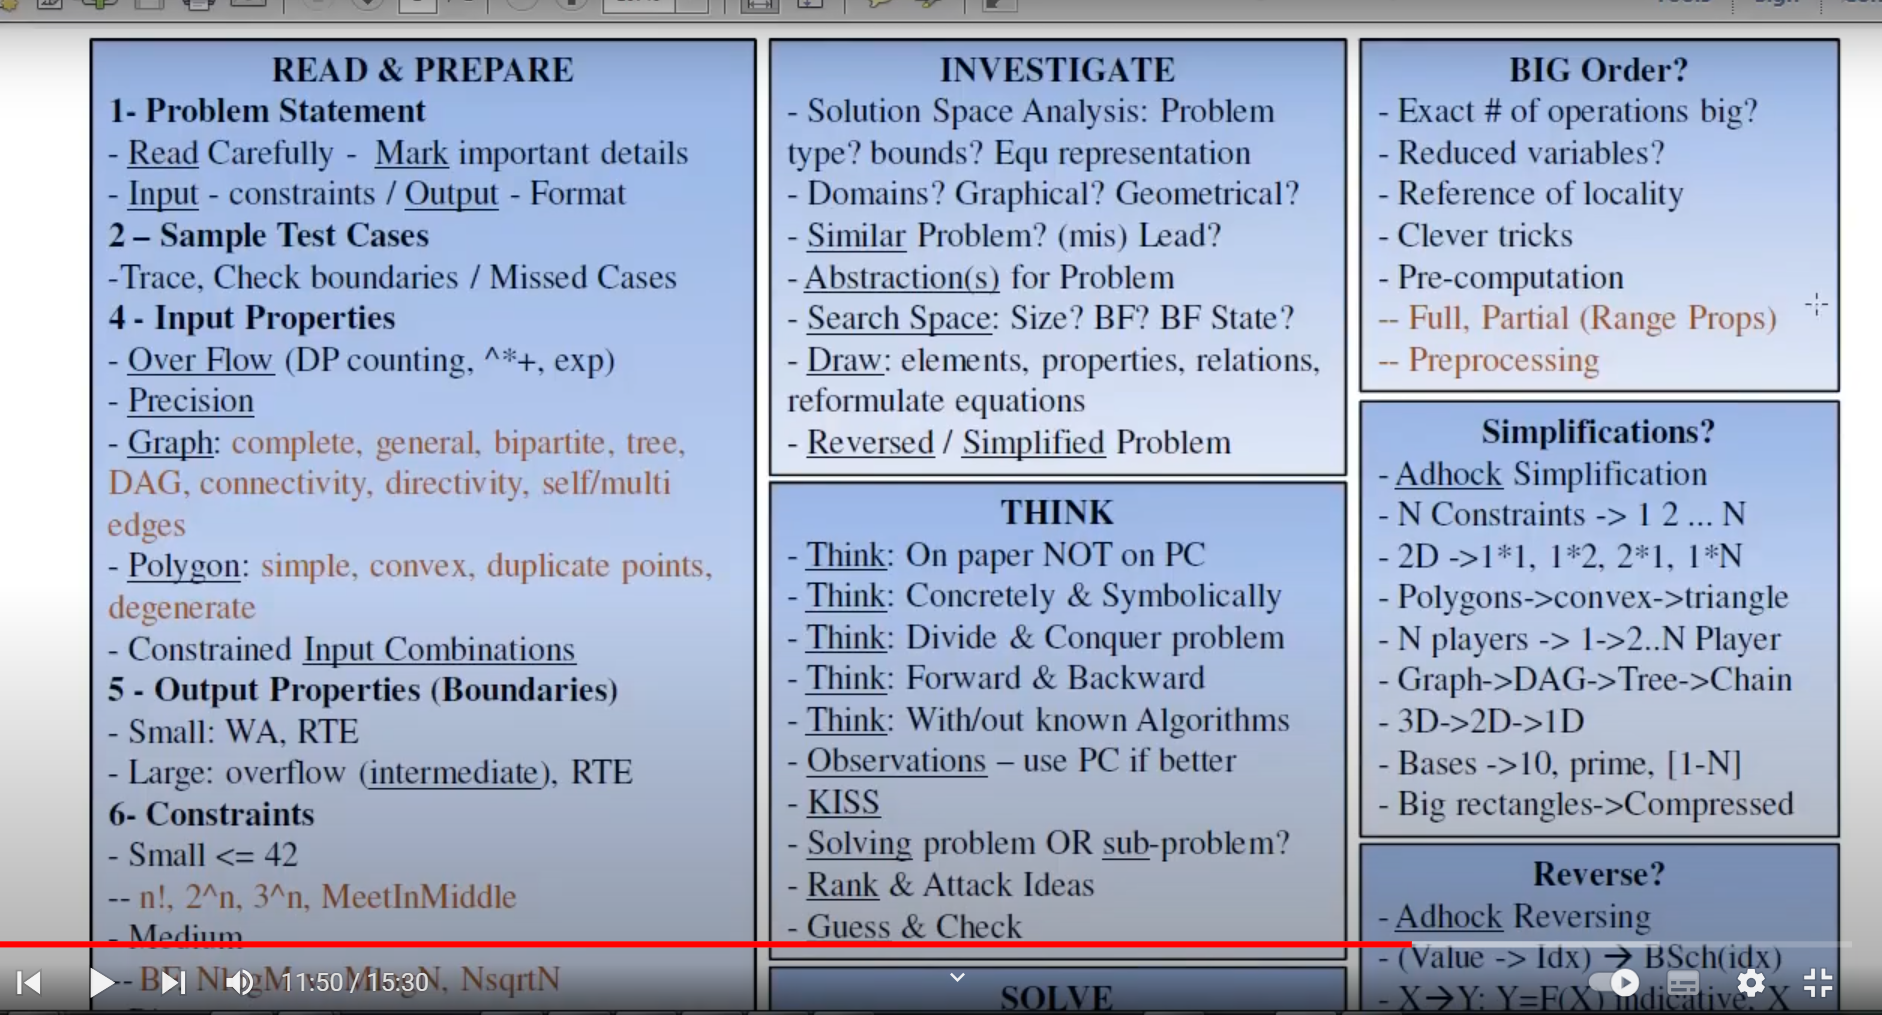 READ & PREPARE
1- Problem Statement
- Read Carefully - Mark important details
- Input - constraints / Output - Format
2 – Sample Test Cases
-Trace, Check boundaries / Missed Cases
4 - Input Properties
- Over Flow (DP counting, ^*+, exp)
- Precision
- Graph: complete, general, bipartite, tree,
DAG, connectivity, directivity, self/multi
edges
- Polygon: simple, convex, duplicate points,
degenerate
- Constrained Input Combinations
5 - Output Properties (Boundaries)
- Small: WA, RTE
- Large: overflow (intermediate), RTE
6- Constraints
- Small <= 42
-- n!, 2^n, 3^n, MeetInMiddle
- Medium
NsqrtN
INVESTIGATE
- Solution Space Analysis: Problem
type? bounds? Equ representation
- Domains? Graphical? Geometrical?
- Similar Problem? (mis) Lead?
- Abstraction(s) for Problem
- Search Space: Size? BF? BF State?
- Draw: elements, properties, relations,
reformulate equations
- Reversed / Simplified Problem
THINK
- Think: On paper NOT on PC
- Think: Concretely & Symbolically
- Think: Divide & Conquer problem
- Think: Forward & Backward
- Think: With/out known Algorithms
- Observations – use PC if better
- KISS
- Solving problem OR sub-problem?
- Rank & Attack Ideas
- Guess & Check
SOLVE
BIG Order?
- Exact # of operations big?
- Reduced variables?
- Reference of locality
- Clever tricks
- Pre-computation
-- Full, Partial (Range Props)
-- Preprocessing
Simplifications?
- Adhock Simplification
- N Constraints -> 1 2 ... N
- 2D ->1*1, 1*2, 2*1, 1*N
- Polygons->convex->triangle
- N players -> 1->2..N Player
- Graph->DAG->Tree->Chain
- 3D->2D->1D
- Bases ->10, prime, [1-N]
- Big rectangles->Compressed
Reverse?
- Adhock Reversing
- (Value -> Idx) → BSch(idx)
- X→Y: Y=F(X) indicative, X
11:50 / 15:30